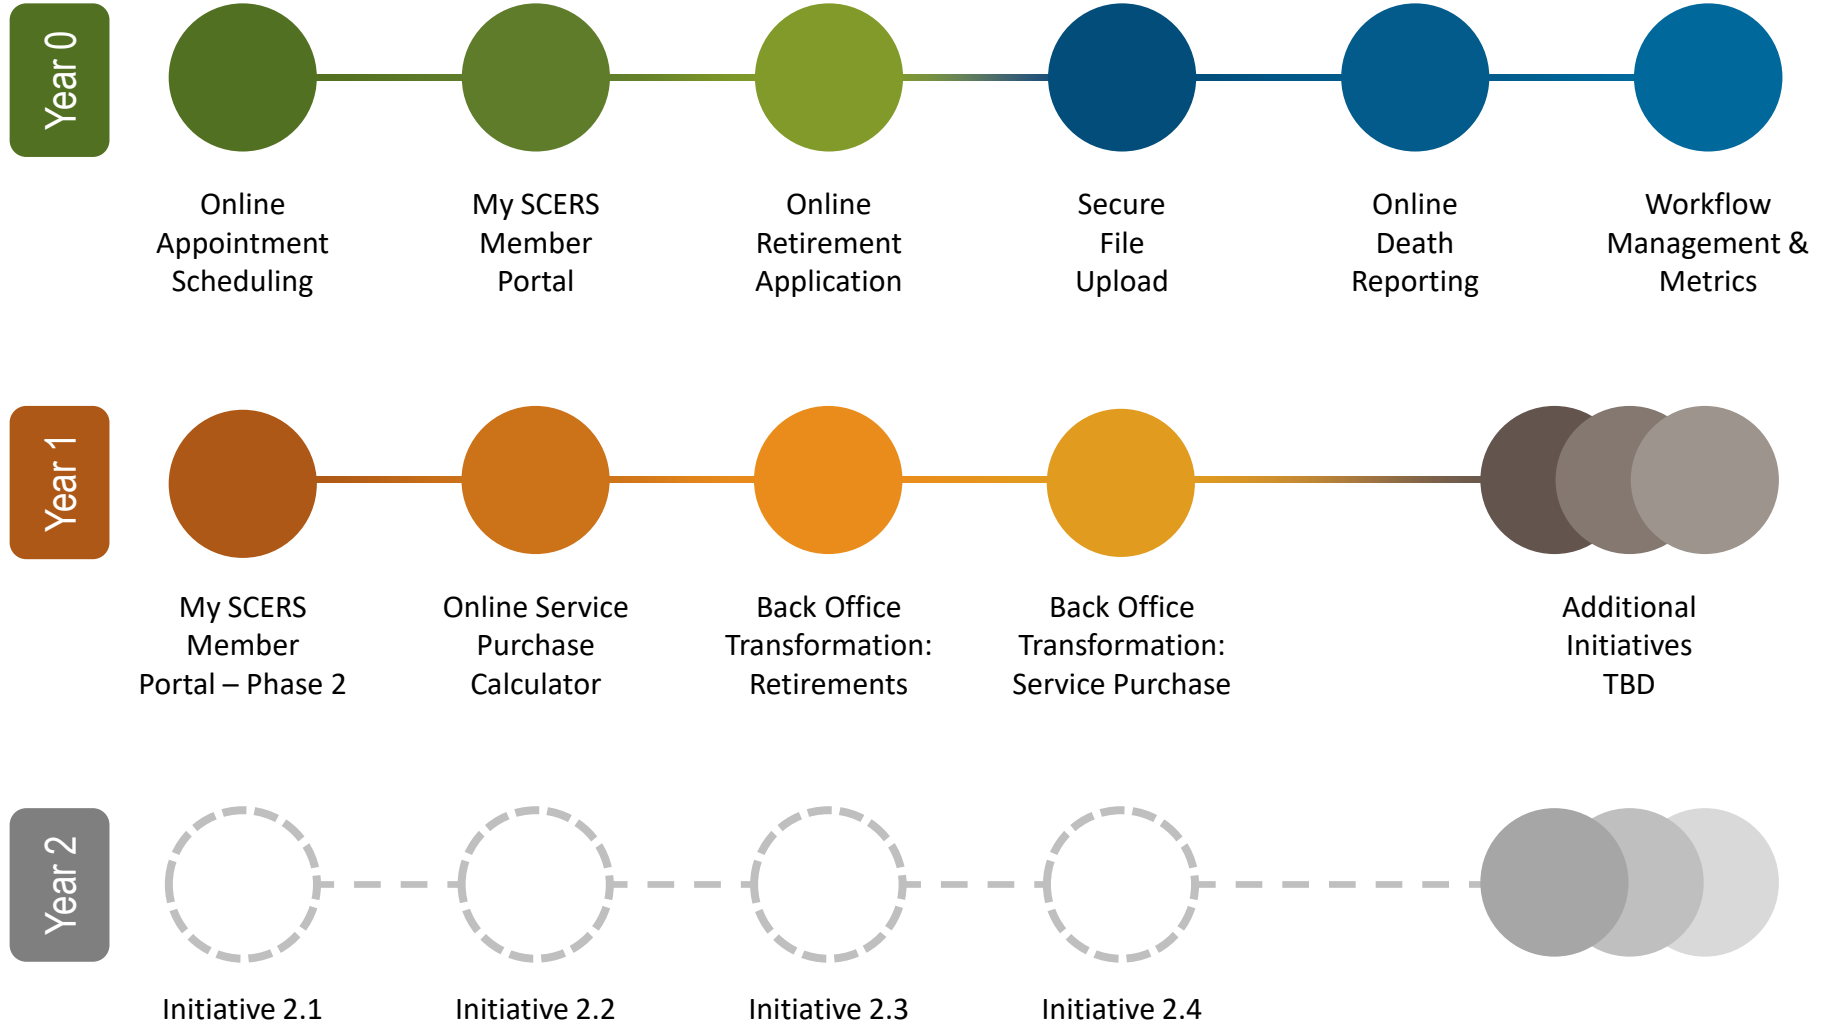 Year 0
Online
Appointment
Scheduling
My SCERS
Member
Portal
Online
Retirement
Application
Secure
File
Upload
Online
Death
Reporting
Workflow
Management &
Metrics
Year 1
My SCERS
Member
Portal – Phase 2
Online Service
Purchase
Calculator
Back Office
Transformation:
Retirements
Back Office
Transformation:
Service Purchase
Additional
Initiatives
TBD
Year 2
Initiative 2.1
Initiative 2.2
Initiative 2.3
Initiative 2.4